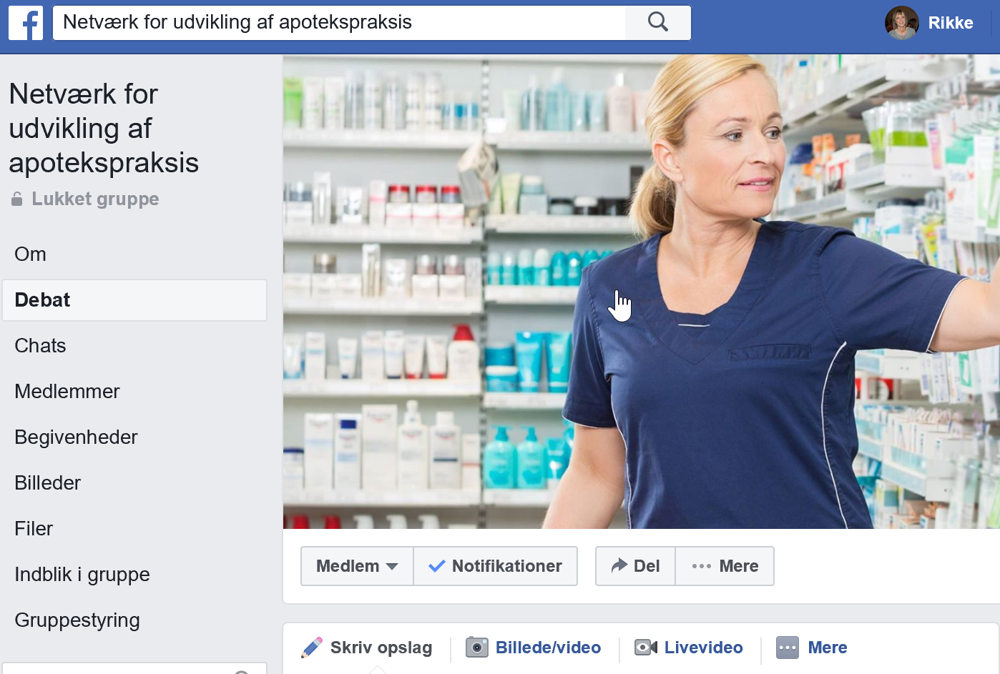 Netværk for udvikling af apotekspraksis
Rikke
Netværk for
udvikling af
apotekspraksis
Lukket gruppe
Om
Debat
Chats
Medlemmer
Begivenheder
Billeder
Filer
Indblik i gruppe
Gruppestyring
Medlem
Notifikationer
Del
Mere
Skriv opslag
Billede/video
Livevideo
Mere